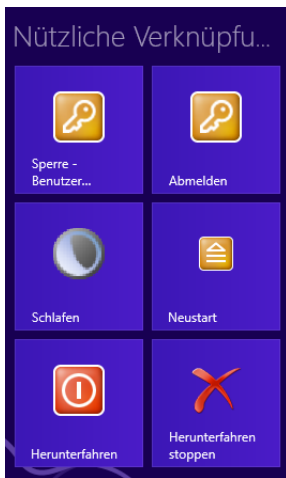 Nützliche Verknüpfu...
Sperre -
Benutzer...
Abmelden
Schlafen
Neustart
Herunterfahren
Herunterfahren
stoppen